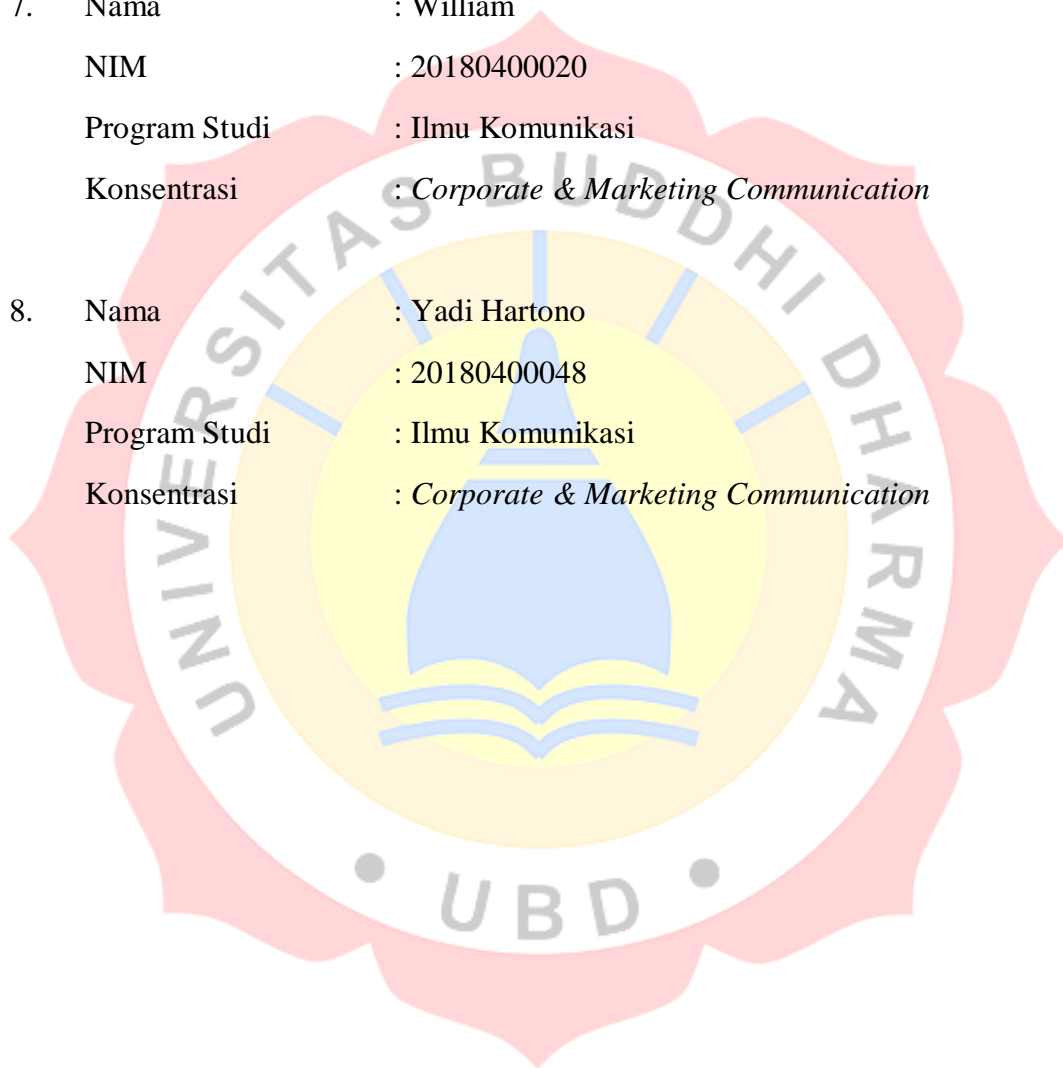 7. Nama : William
NIM : 20180400020
Program Studi : Ilmu Komunikasi
Konsentrasi : Corporate & Marketing Communication
8. Nama : Yadi Hartono
NIM : 20180400048
Program Studi : Ilmu Komunikasi
Konsentrasi : Corporate & Marketing Communication
UNIVERSITAS BUDDHI DHARMA
• UBD •